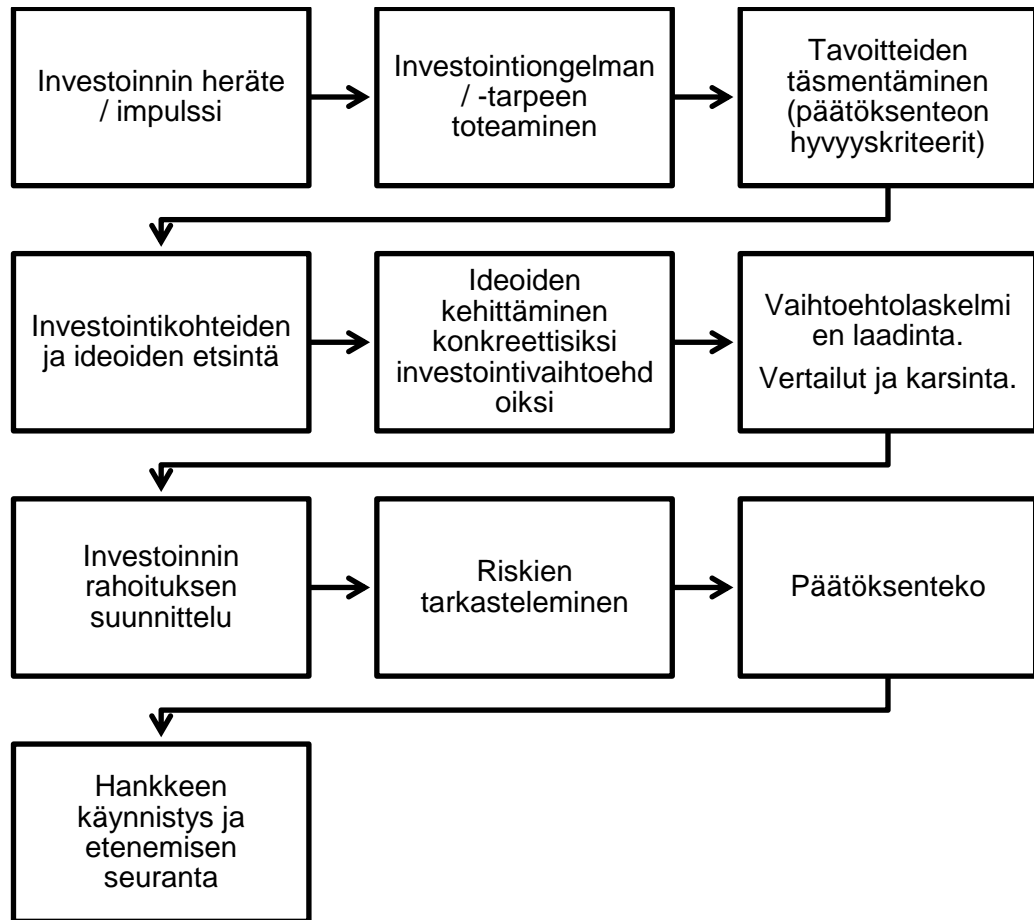 Investoinnin heräte
/ impulssi
Investointiongelman
/ -tarpeen
toteaminen
Tavoitteiden
täsmentäminen
(päätöksenteon
hyvyyskriteerit)
Investointikohteiden
ja ideoiden etsintä
Ideoiden
kehittäminen
konkreettisiksi
investointivaihtoehd
oiksi
Vaihtoehtolaskelmi
en laadinta.
Vertailut ja karsinta.
Investoinnin
rahoituksen
suunnittelu
Riskien
tarkasteleminen
Päätöksenteko
Hankkeen
käynnistys ja
etenemisen
seuranta